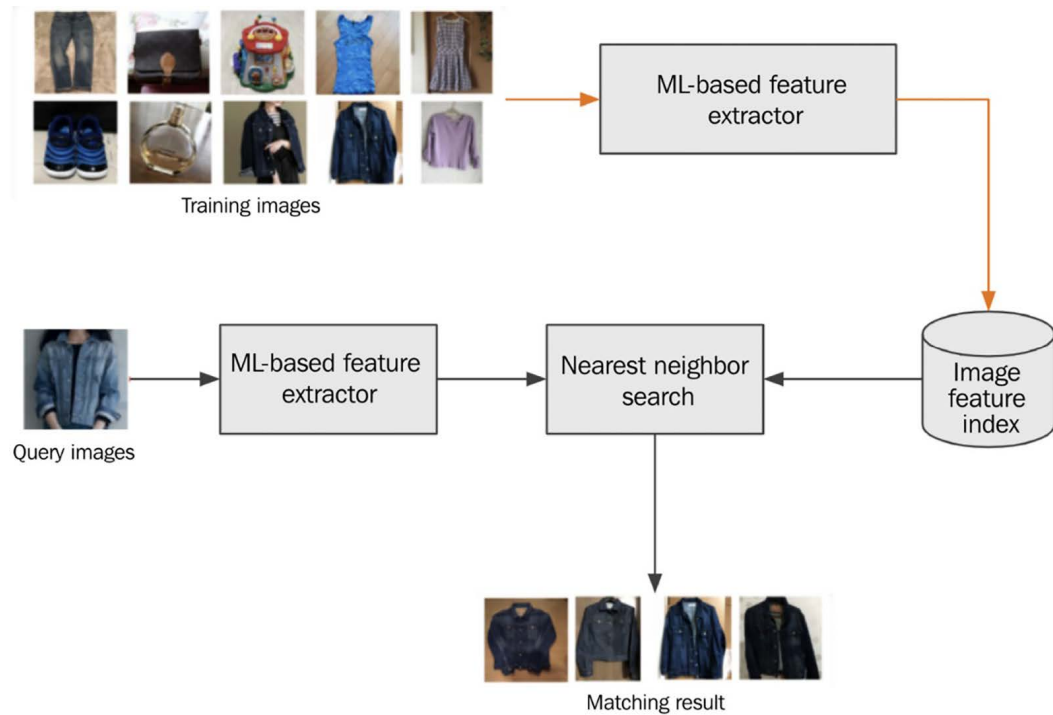 ML-based feature
extractor
Training images
ML-based feature
extractor
Nearest neighbor
search
Image
feature
index
Query images
Matching result